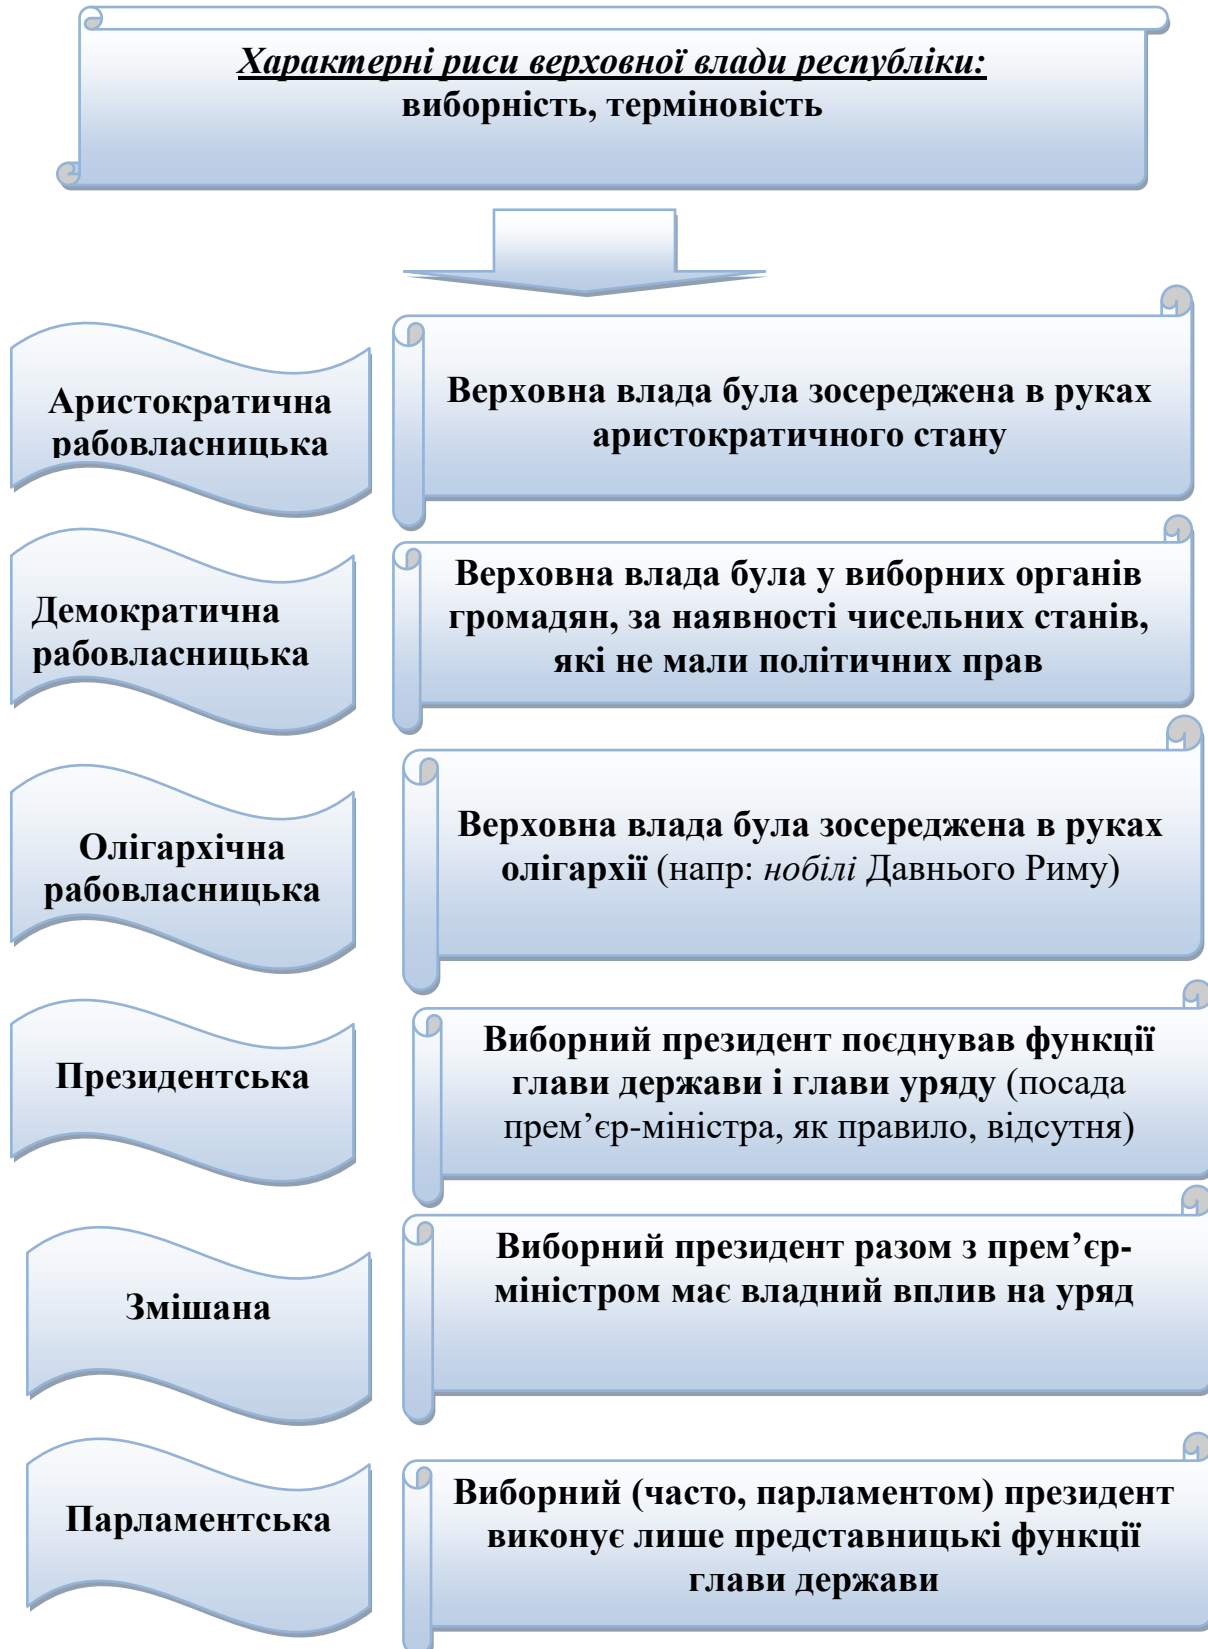 Характерні риси верховної влади республіки:
виборність, терміновість
Аристократична
рабовласницька
Верховна влада була зосереджена в руках
аристократичного стану
Демократична
рабовласницька
Верховна влада була у виборних органів
громадян, за наявності чисельних станів,
які не мали політичних прав
Олігархічна
рабовласницька
Верховна влада була зосереджена в руках
олігархії (напр: нобілі Давнього Риму)
Президентська
Виборний президент поєднував функції
глави держави і глави уряду (посада
прем’єр-міністра, як правило, відсутня)
Змішана
Виборний президент разом з прем’єр-
міністром має владний вплив на уряд
Парламентська
Виборний (часто, парламентом) президент
виконує лише представницькі функції
глави держави